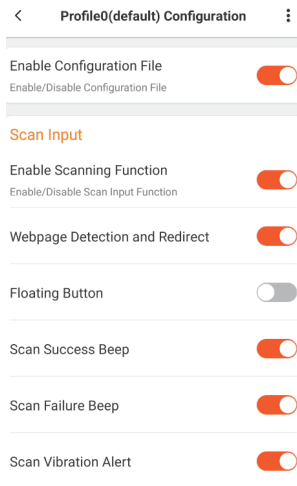 Profile0(default) Configuration
Enable Configuration File
Enable/Disable Configuration File
Scan Input
Enable Scanning Function
Enable/Disable Scan Input Function
Webpage Detection and Redirect
Floating Button
Scan Success Beep
Scan Failure Beep
Scan Vibration Alert